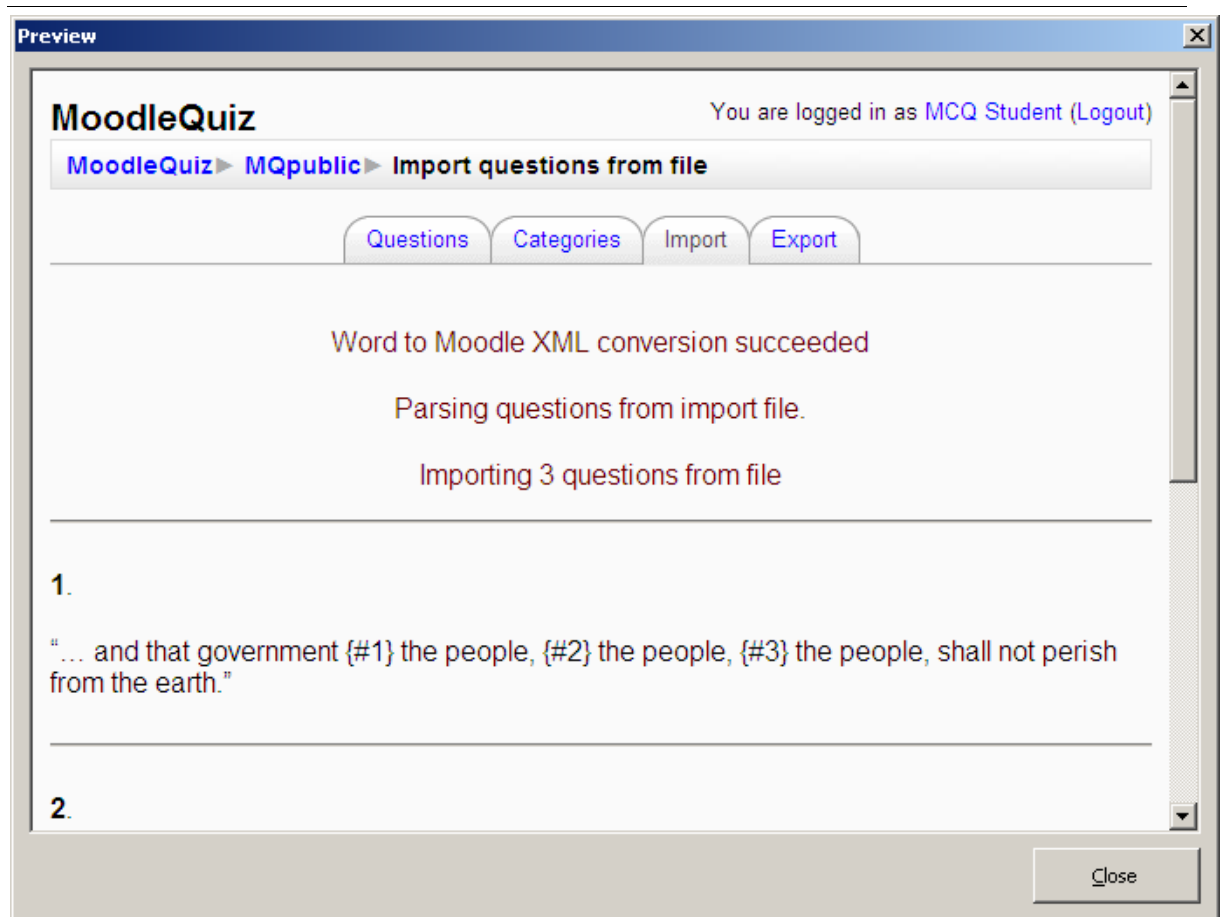 Preview
MoodleQuiz
You are logged in as MCQ Student (Logout)
MoodleQuiz► MQpublic► Import questions from file
Questions Categories Import Export
Word to Moodle XML conversion succeeded
Parsing questions from import file.
Importing 3 questions from file
1.
“… and that government {#1} the people, {#2} the people, {#3} the people, shall not perish
from the earth.”
2.
Close